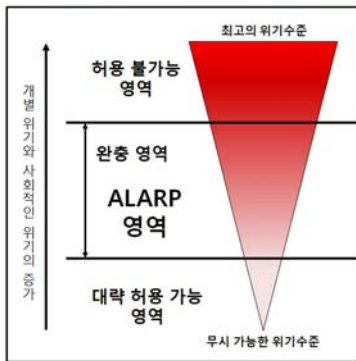 최고의 위기수준
허용 불가능
영역
개별 위기와 사회적인 위기의 증가
완충 영역
ALARP
영역
대략 허용 가능
영역
무시 가능한 위기수준